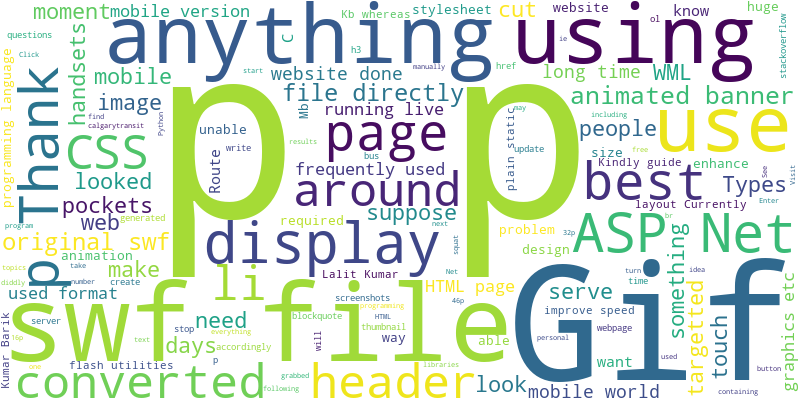 questions
moment
mobile version
Kb whereas
stylesheet
cut
website
know
ol
huge
h3
anything
using
C
ie
Click
handsets
mobile
website done
manually
start
href
long time
WML
stackoverflow
programming language
Thank
image
file directly
Mb
animated banner
find
calgarytransit
Python
p p
running live
page
people
use
may
including
unable
write
results
plain static
size
Kindly guide
update
CSS
looked
Route
bus
frequently used
around
best
Types
enhance
free
See
Visit
pockets
web
generated
suppose
layout Currently
Enter
program
original swf
required
display
next
problem
32p
ASP Net
br
something
animation
p
make
li
Lalit Kumar
squat
Net
design
topics
take
diddly
number
create
used format
screenshots
programming
HTML page
serve
turn
time
idea
touch
targetted
graphics etc
swf file
Gif
16p
server
need
blockquote
HTML
46p
improve speed
everything
stop
will
thumbnail
able
webpage
one
text
days
accordingly
p
way
want
personal
used
button
Kumar Barik
flash utilities
libraries
converted
grabbed
following
header
look
mobile world
containing